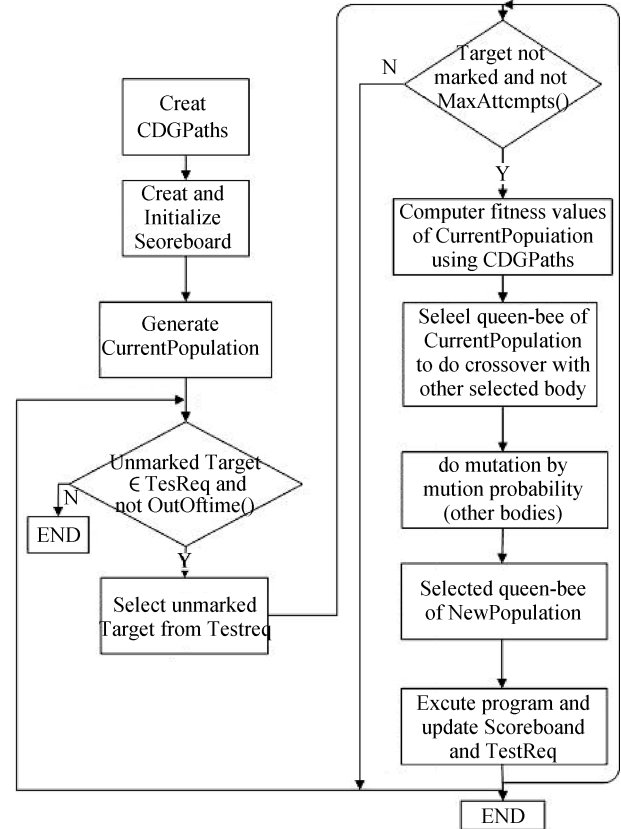 Creat
CDGPaths
Creat and
Initialize
Seoreboard
Generate
CurrentPopulation
Unmarked Target
∈ TesReq and
not OutOftime()
N
END
Y
Select unmarked
Target from Testreq
Target not
marked and not
MaxAttcmpts()
N
Y
Computer fitness values
of CurrentPopuiation
using CDGPaths
Seleel queen-bee of
CurrentPopulation
to do crossover with
other selected body
do mutation by
mution probability
(other bodies)
Selected queen-bee
of NewPopulation
Excute program and
update Scoreboand
and TestReq
END